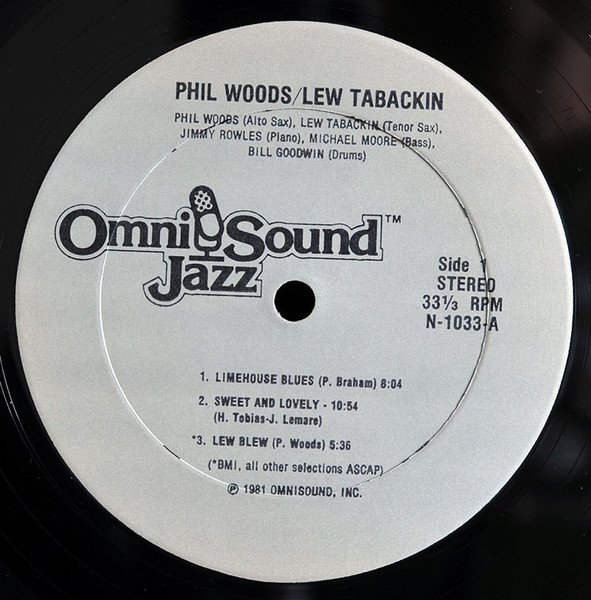 PHIL WOODS/LEW TABACKIN
PHIL WOODS (Alto Sax), LEW TABACKIN (Tenor Sax),
JIMMY ROWLES (Piano), MICHAEL MOORE (Bass),
BILL GOODWIN (Drums)
OmniSound™
Jazz
Side 1
STEREO
33⅓ RPM
N-1033-A
1. LIMEHOUSE BLUES (P. Braham) 6:04
2. SWEET AND LOVELY - 10:54
(H. Tobias-J. Lemare)
*3. LEW BLEW (P. Woods) 5:36
(*BMI, all other selections ASCAP)
℗ 1981 OMNISOUND, INC.